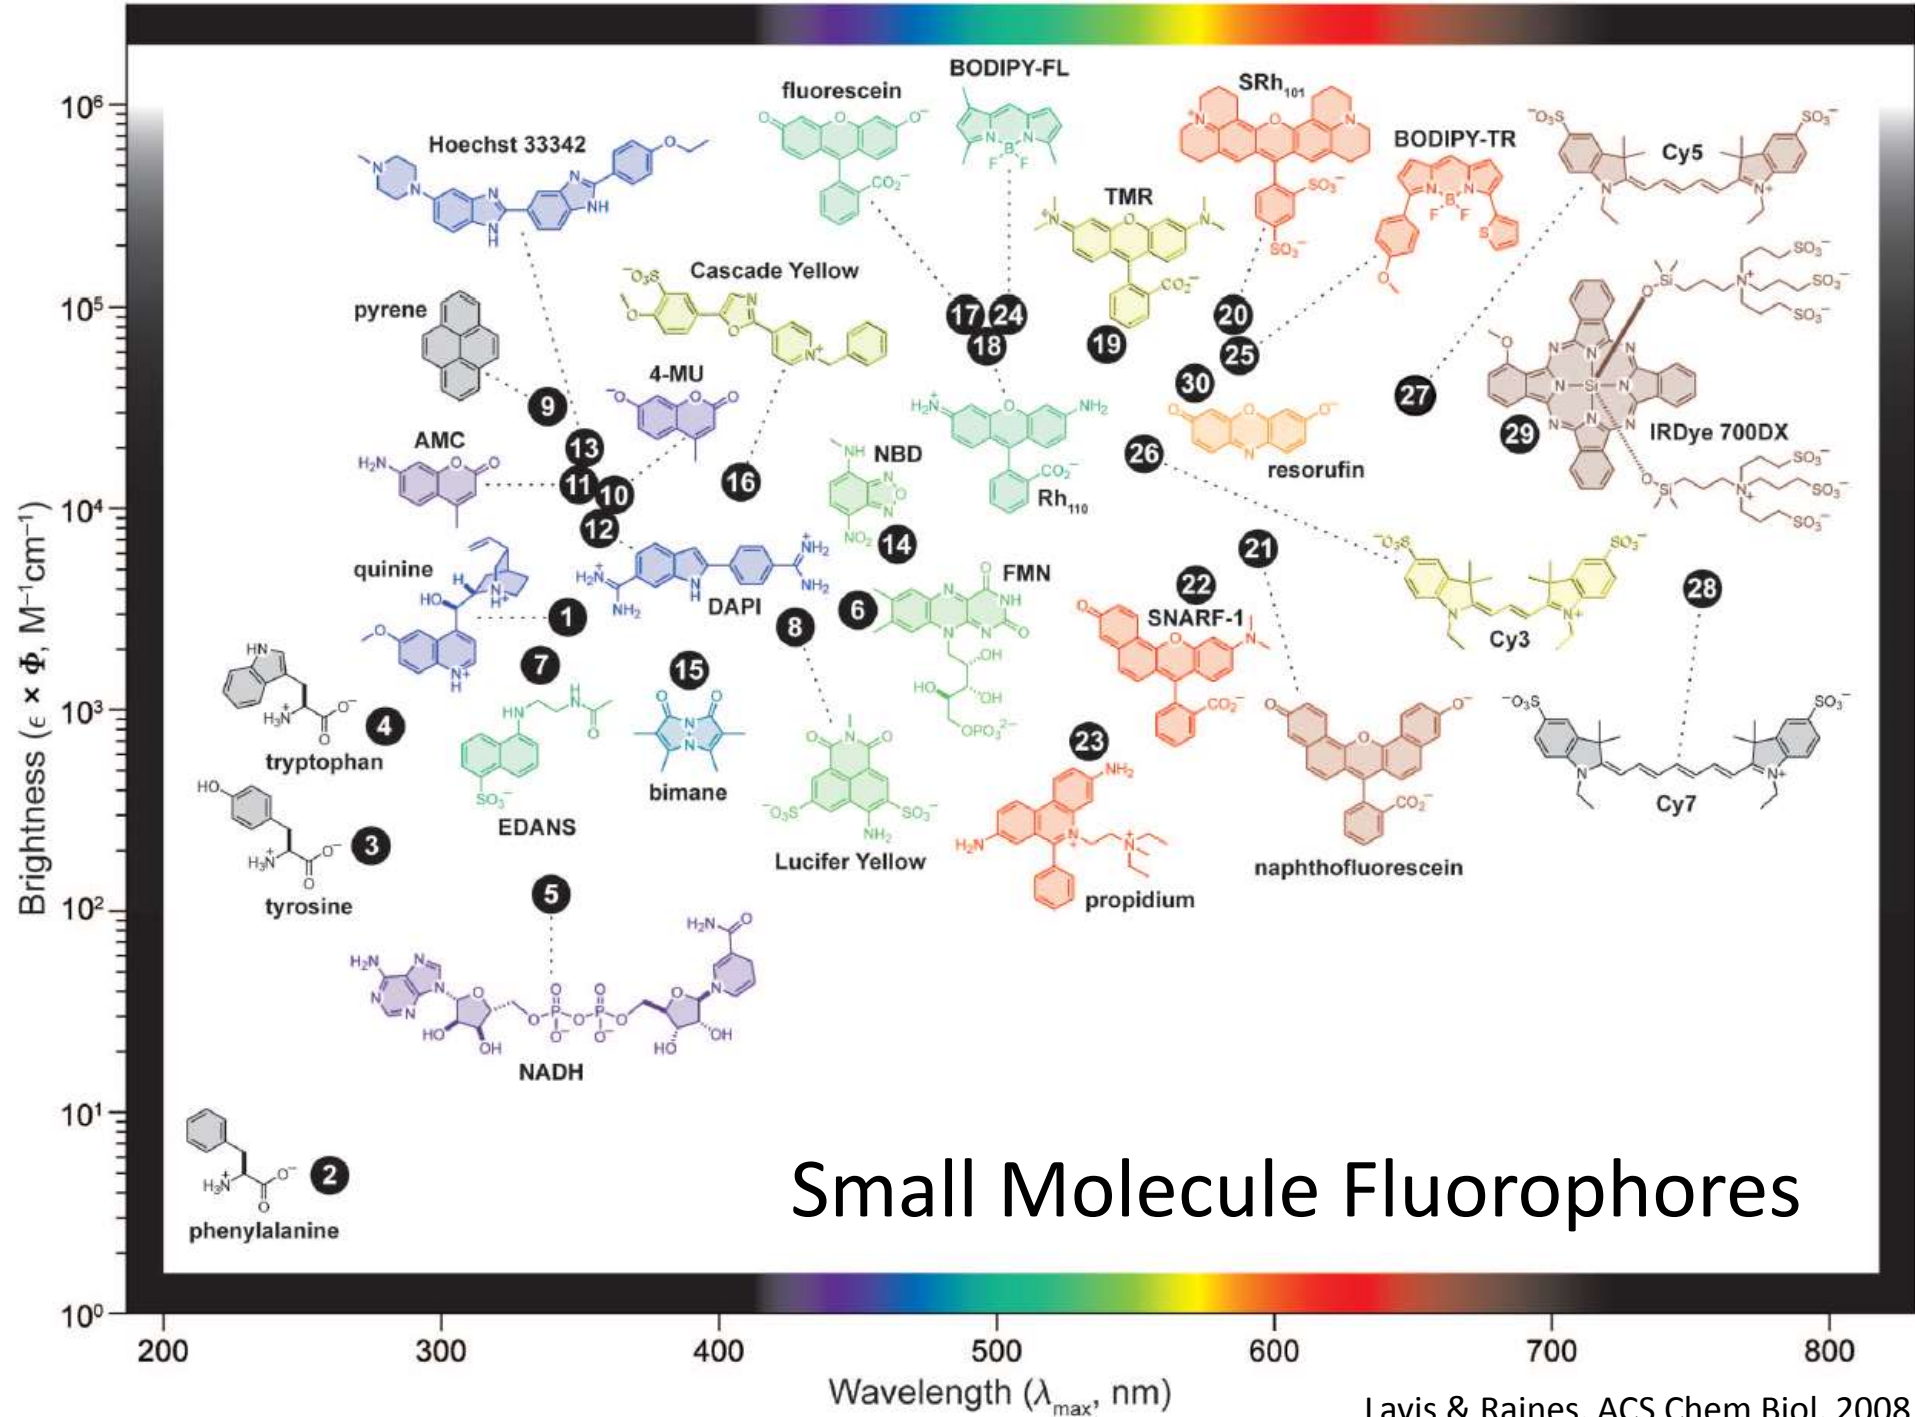 BODIPY-FL
fluorescein
SRh101
10⁶
O
O⁻
BODIPY-TR
⁻O₃S
SO₃⁻
Hoechst 33342
Cy5
CO₂⁻
TMR
Cascade Yellow
pyrene
10⁵
17
24
20
18
19
25
4-MU
30
27
9
AMC
13
NBD
29
IRDye 700DX
26
resorufin
11
10
16
Rh110
10⁴
12
14
21
quinine
FMN
22
28
DAPI
SNARF-1
1
8
6
Cy3
7
15
10³
4
tryptophan
23
bimane
Cy7
EDANS
3
Lucifer Yellow
naphthofluorescein
5
propidium
10²
tyrosine
NADH
10¹
2
phenylalanine
Small Molecule Fluorophores
10⁰
200
300
400
500
600
700
800
Brightness (ϵ × Φ, M⁻¹cm⁻¹)
Wavelength (λmax, nm)
Lavis & Raines, ACS Chem Biol, 2008